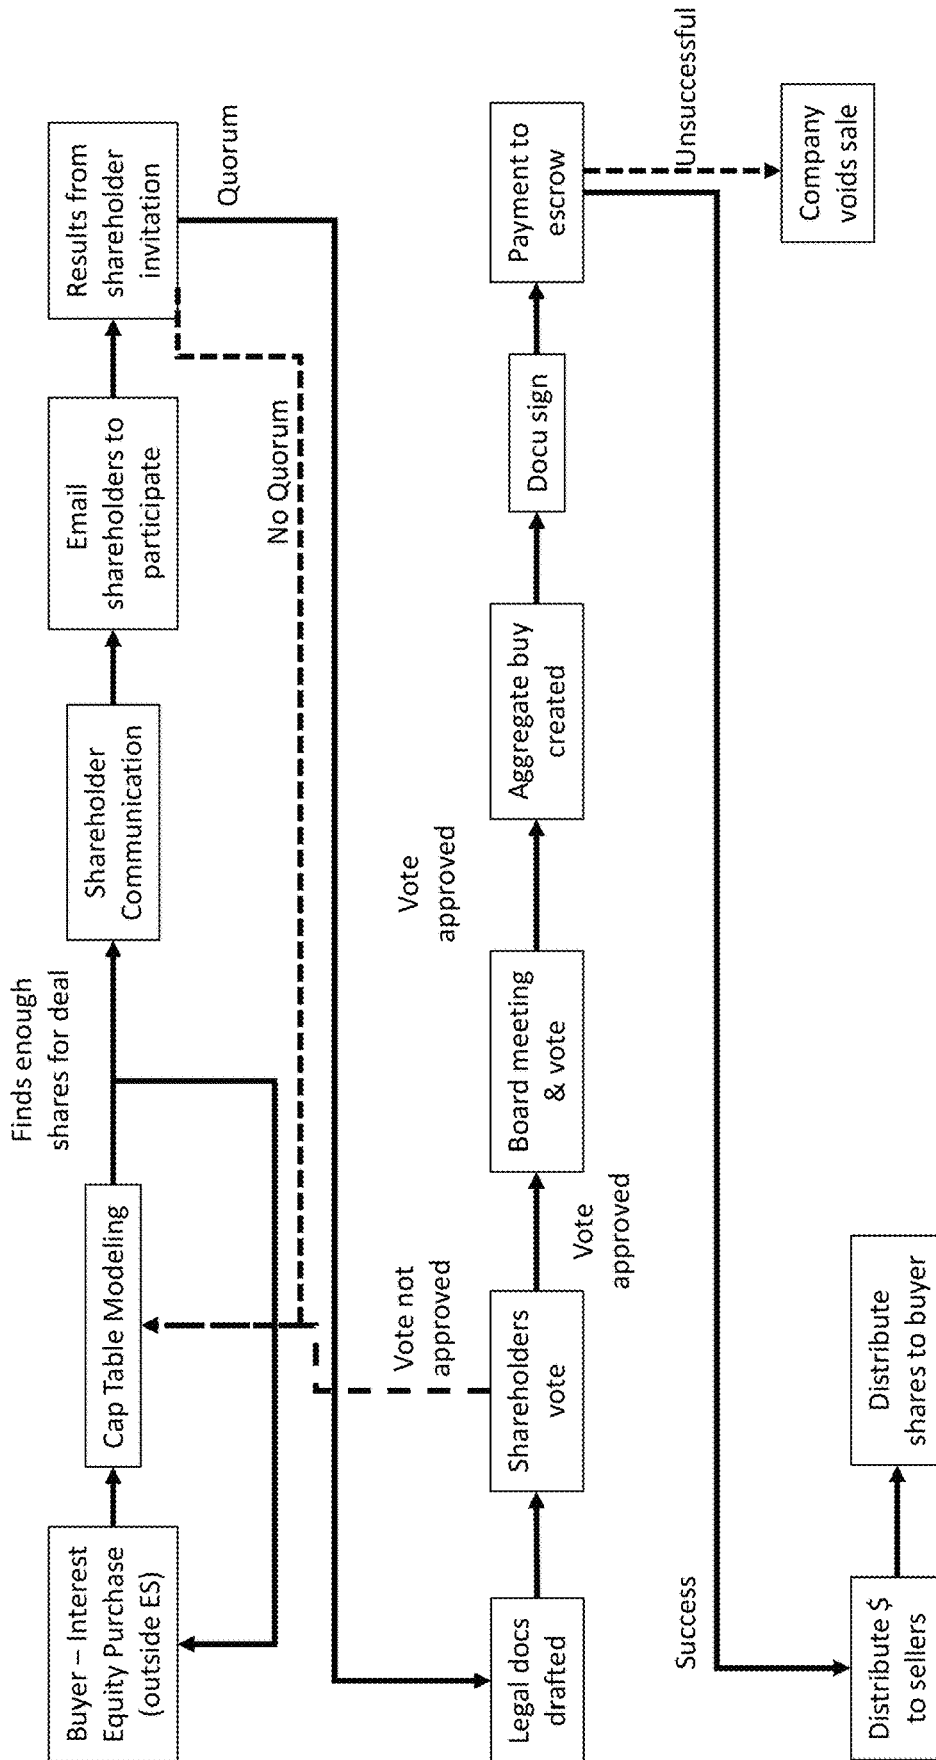 Buyer – Interest
Equity Purchase
(outside ES)
Cap Table Modeling
Finds enough
shares for deal
Shareholder
Communication
Email
shareholders to
participate
Results from
shareholder
invitation
Quorum
No Quorum
Legal docs
drafted
Shareholders
vote
Vote not
approved
Vote
approved
Board meeting
& vote
Vote
approved
Aggregate buy
created
Docu sign
Payment to
escrow
Unsuccessful
Company
voids sale
Success
Distribute $
to sellers
Distribute
shares to buyer